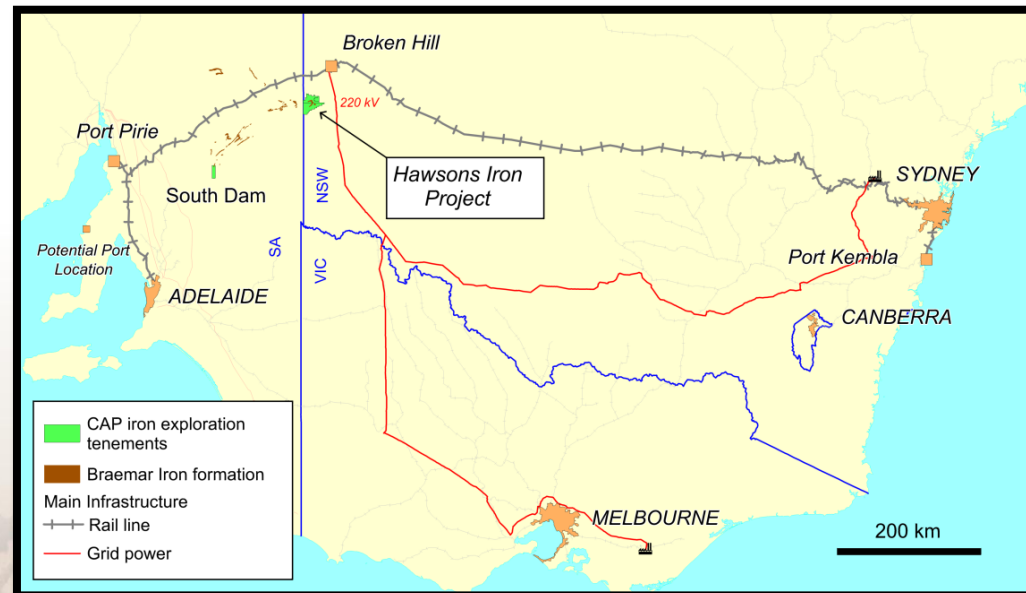 Broken Hill
220 kV
Port Pirie
South Dam
Hawsons Iron
Project
NSW
SYDNEY
Potential Port
Location
SA
VIC
Port Kembla
ADELAIDE
CANBERRA
CAP iron exploration
tenements
Braemar Iron formation
Main Infrastructure
Rail line
Grid power
MELBOURNE
200 km